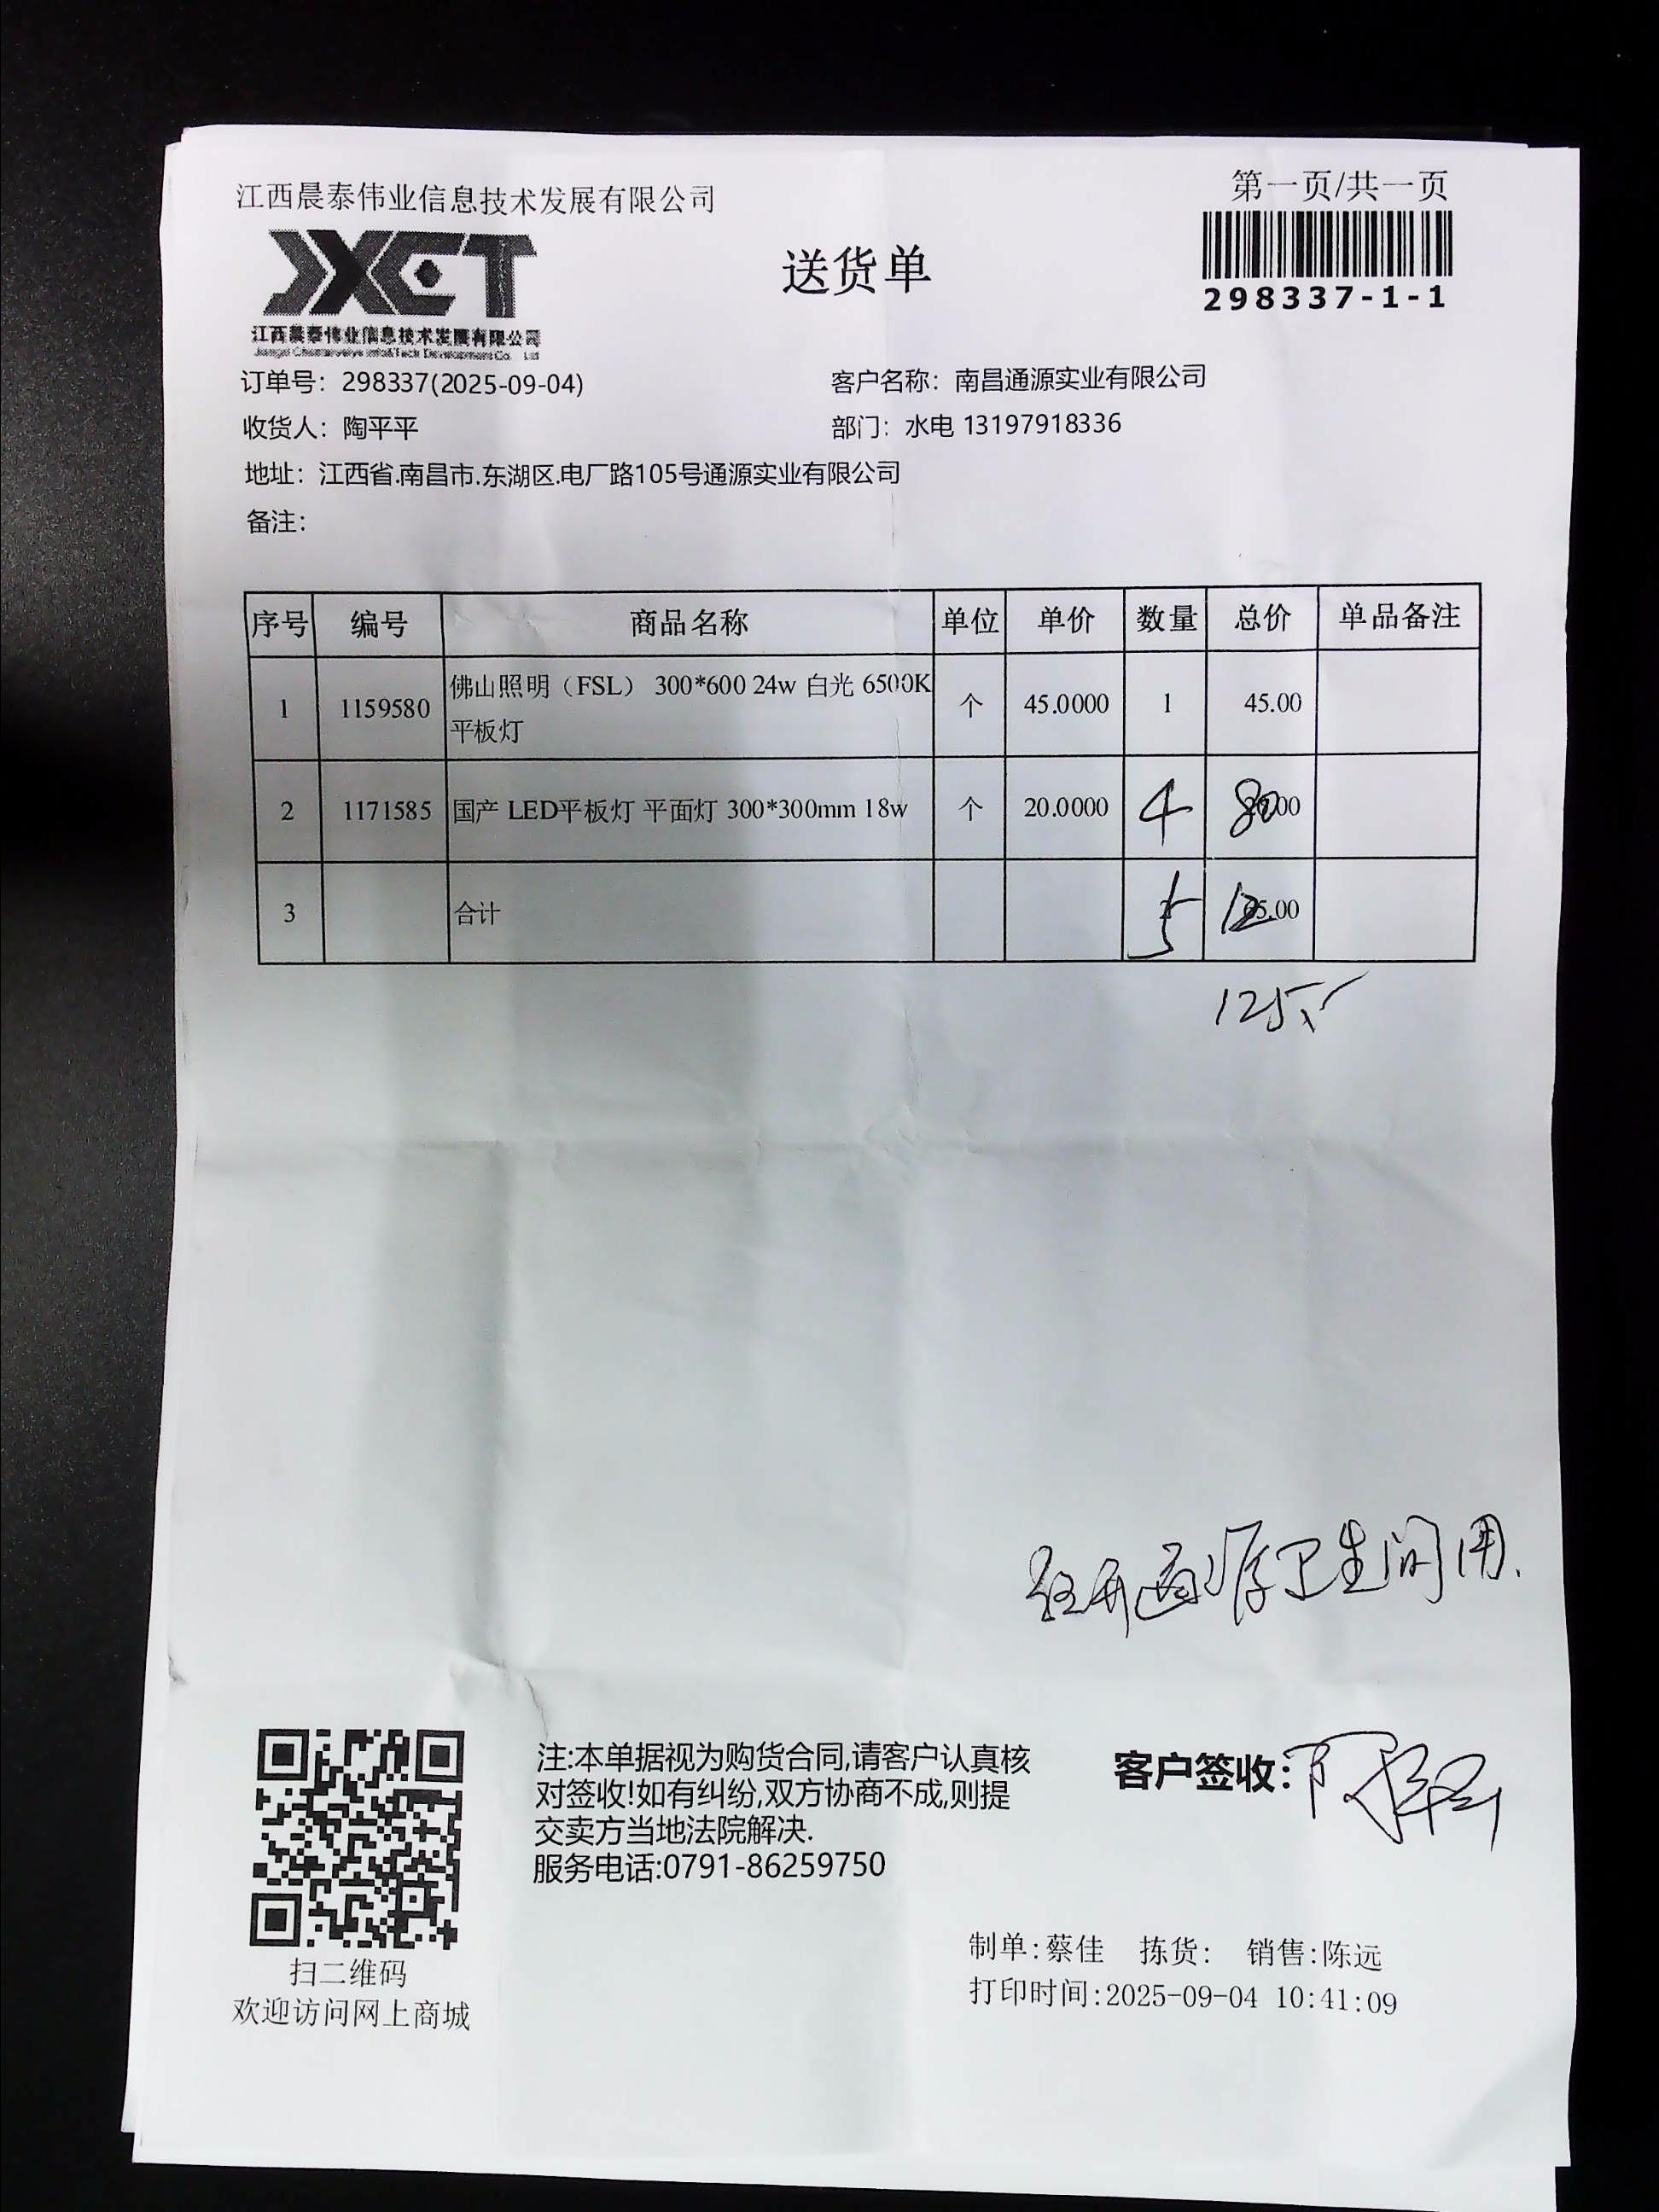 江西晨泰伟业信息技术发展有限公司
第一页/共一页
JXCT
送货单
298337-1-1
江西晨泰伟业信息技术发展有限公司
订单号：298337(2025-09-04)
客户名称：南昌通源实业有限公司
收货人：陶平平
部门：水电 13197918336
地址：江西省.南昌市.东湖区.电厂路105号通源实业有限公司
备注：
序号 编号 商品名称 单位 单价 数量 总价 单品备注
1 1159580 佛山照明（FSL） 300*600 24w 白光 6500K 个 45.0000 1 45.00
平板灯
2 1171585 国产 LED平板灯 平面灯 300*300mm 18w 个 20.0000 4 80.00
3 合计 5 125.00
125
通源卫生间用.
注:本单据视为购货合同,请客户认真核
对签收!如有纠纷,双方协商不成,则提
交卖方当地法院解决.
服务电话:0791-86259750
客户签收:
扫二维码
欢迎访问网上商城
制单:蔡佳 拣货: 销售:陈远
打印时间:2025-09-04 10:41:09